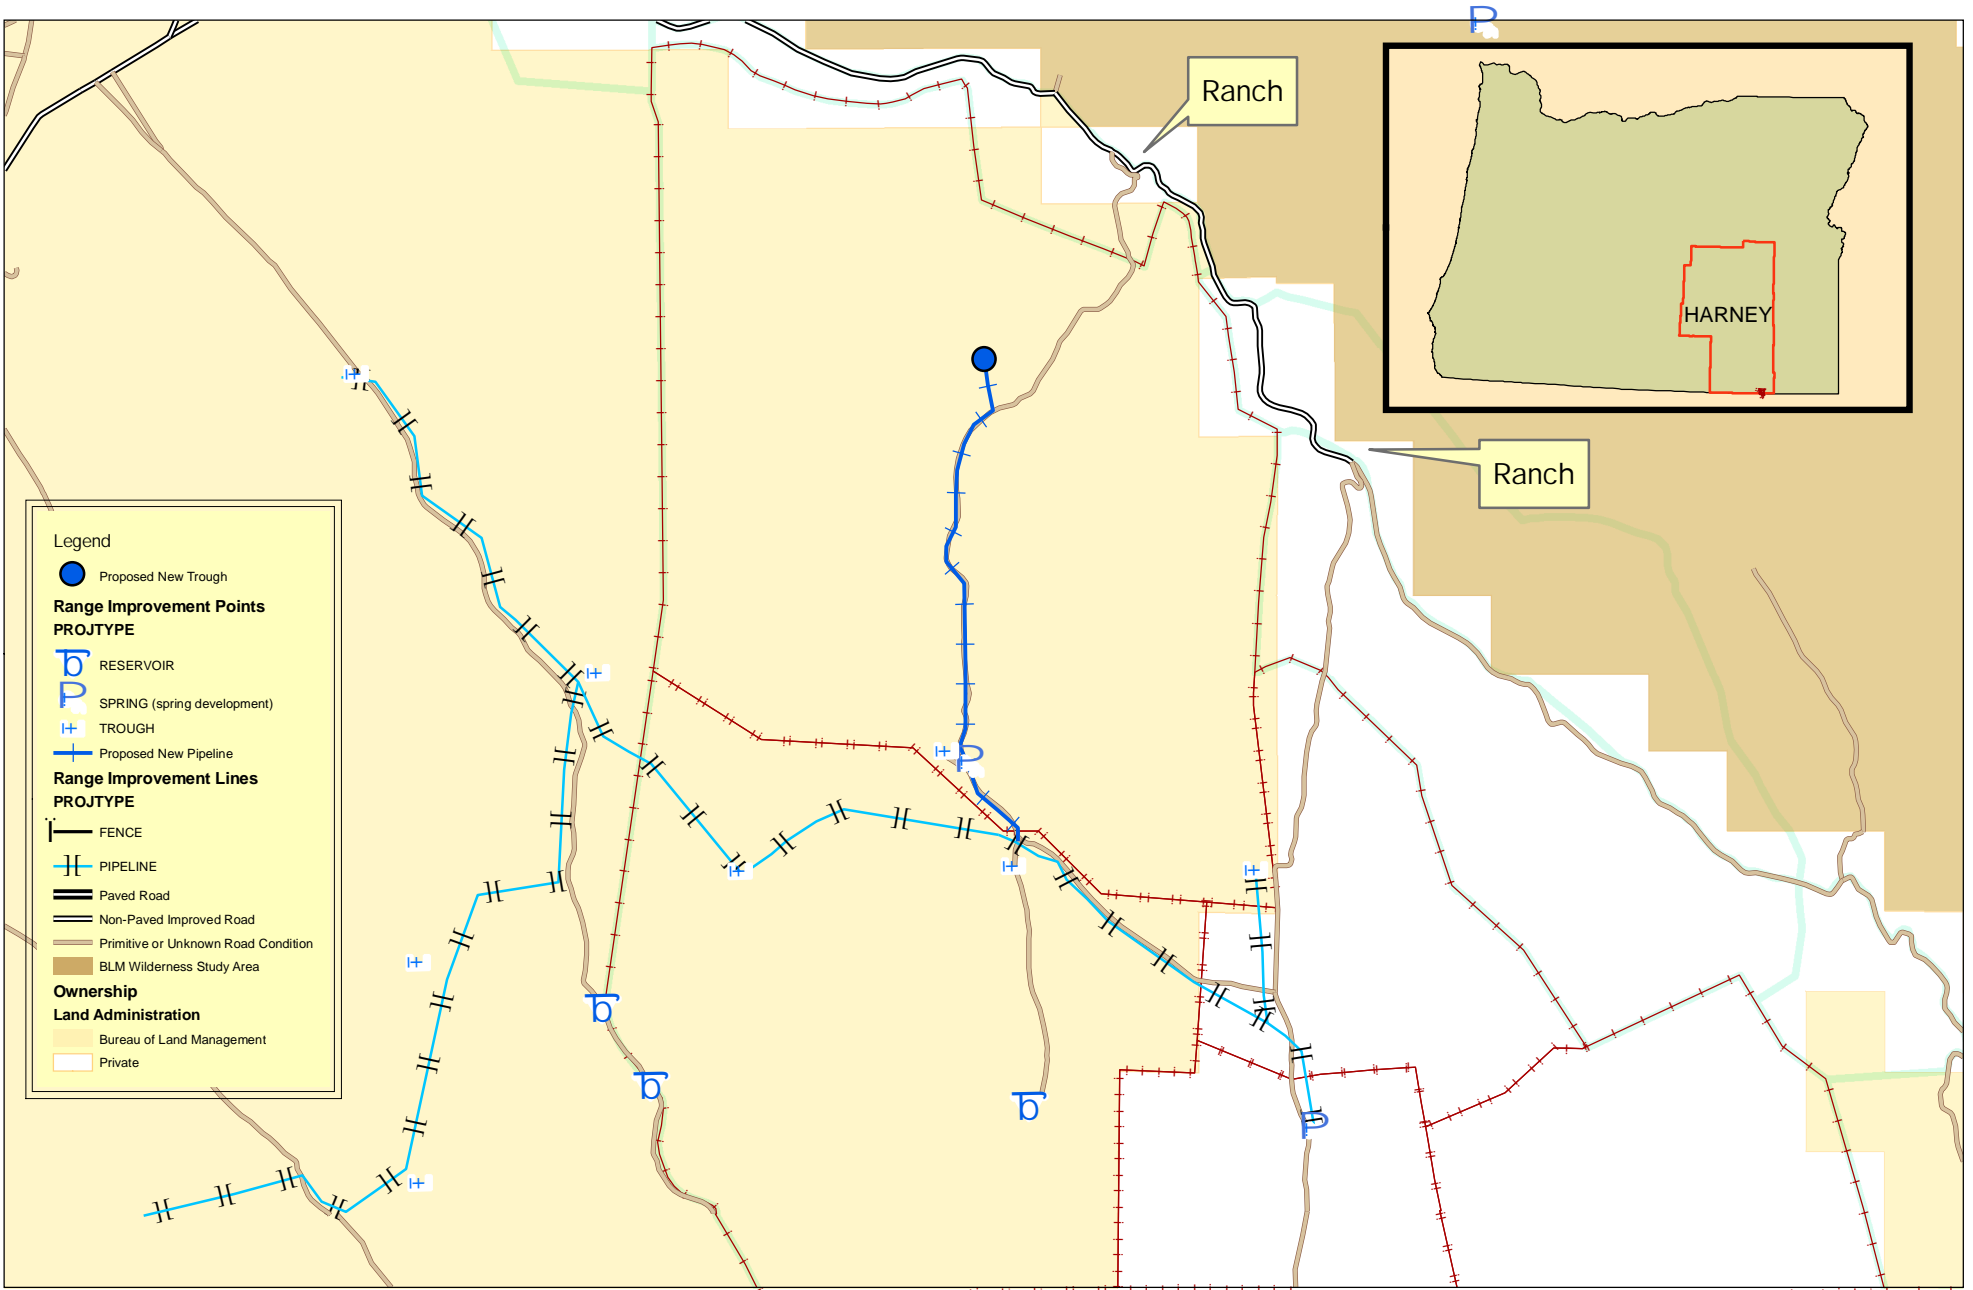 Ranch
HARNEY
Ranch
Legend
Proposed New Trough
Range Improvement Points
PROJTYPE
RESERVOIR
SPRING (spring development)
TROUGH
Proposed New Pipeline
Range Improvement Lines
PROJTYPE
FENCE
PIPELINE
Paved Road
Non-Paved Improved Road
Primitive or Unknown Road Condition
BLM Wilderness Study Area
Ownership
Land Administration
Bureau of Land Management
Private